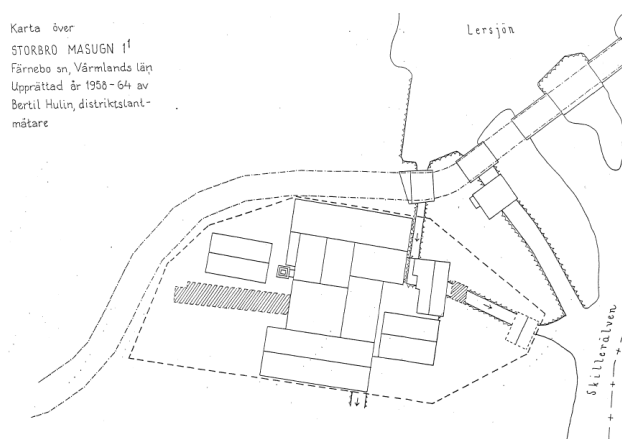 Karta över
STORBRO MASUGN 1¹
Färnebo sn, Värmlands län
Upprättad år 1958-64 av
Bertil Hulin, distriktslant-
mätare
Lersjön
Skillerälven